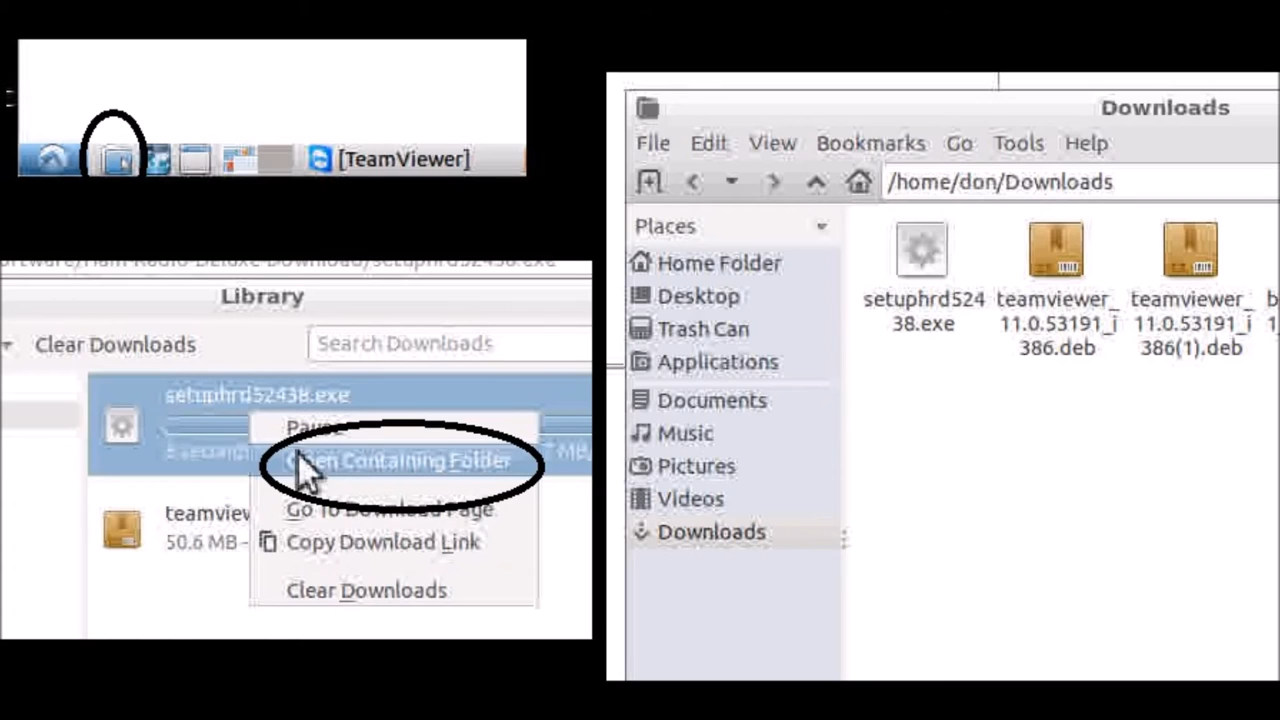 [TeamViewer]
Library
Clear Downloads
Search Downloads
setuphrd52438.exe
Pause
Open Containing Folder
Go To Download Page
teamview
50.6 MB -
Copy Download Link
Clear Downloads
Downloads
File Edit View Bookmarks Go Tools Help
/home/don/Downloads
Places
Home Folder
Desktop
Trash Can
Applications
Documents
Music
Pictures
Videos
Downloads
setuphrd524
38.exe
teamviewer_
11.0.53191_i
386.deb
teamviewer_
11.0.53191_i
386(1).deb